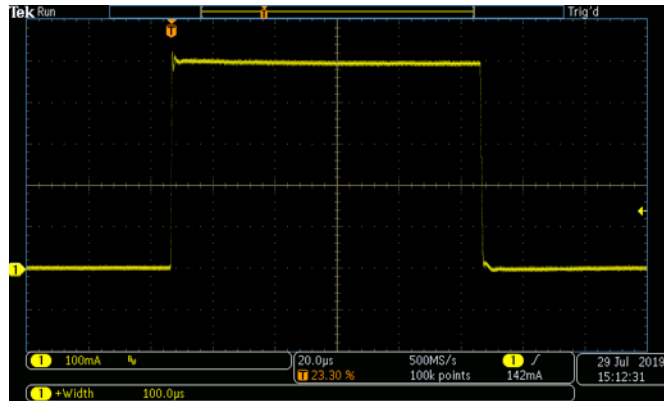 Tek Run Trig'd
T
T
1
1 100mA BW 20.0µs 500MS/s 1 29 Jul 2019
T 23.30 % 100k points 142mA 15:12:31
1 +Width 100.0µs